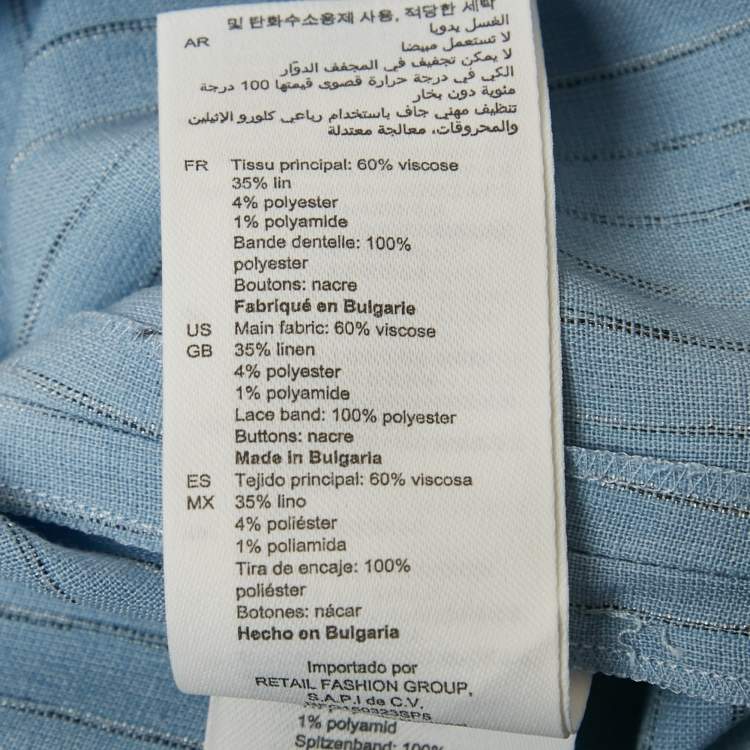 및 탄화수소용제 사용, 적당한 세탁
AR
الغسل يدويا
لا تستعمل مبيضا
لا يمكن تجفيف في المجفف الدوّار
الكي في درجة حرارة قصوى قيمتها 100 درجة
مئوية دون بخار
تنظيف مهني جاف باستخدام رباعي كلورو الإثيلين
والمحروقات، معالجة معتدلة
FR Tissu principal: 60% viscose
35% lin
4% polyester
1% polyamide
Bande dentelle: 100%
polyester
Boutons: nacre
Fabriqué en Bulgarie
US Main fabric: 60% viscose
GB 35% linen
4% polyester
1% polyamide
Lace band: 100% polyester
Buttons: nacre
Made in Bulgaria
ES Tejido principal: 60% viscosa
MX 35% lino
4% poliéster
1% poliamida
Tira de encaje: 100%
poliéster
Botones: nácar
Hecho en Bulgaria
Importado por
RETAIL FASHION GROUP,
S.A.P.I de C.V.
1% polyamid
Spitzenband: 100%